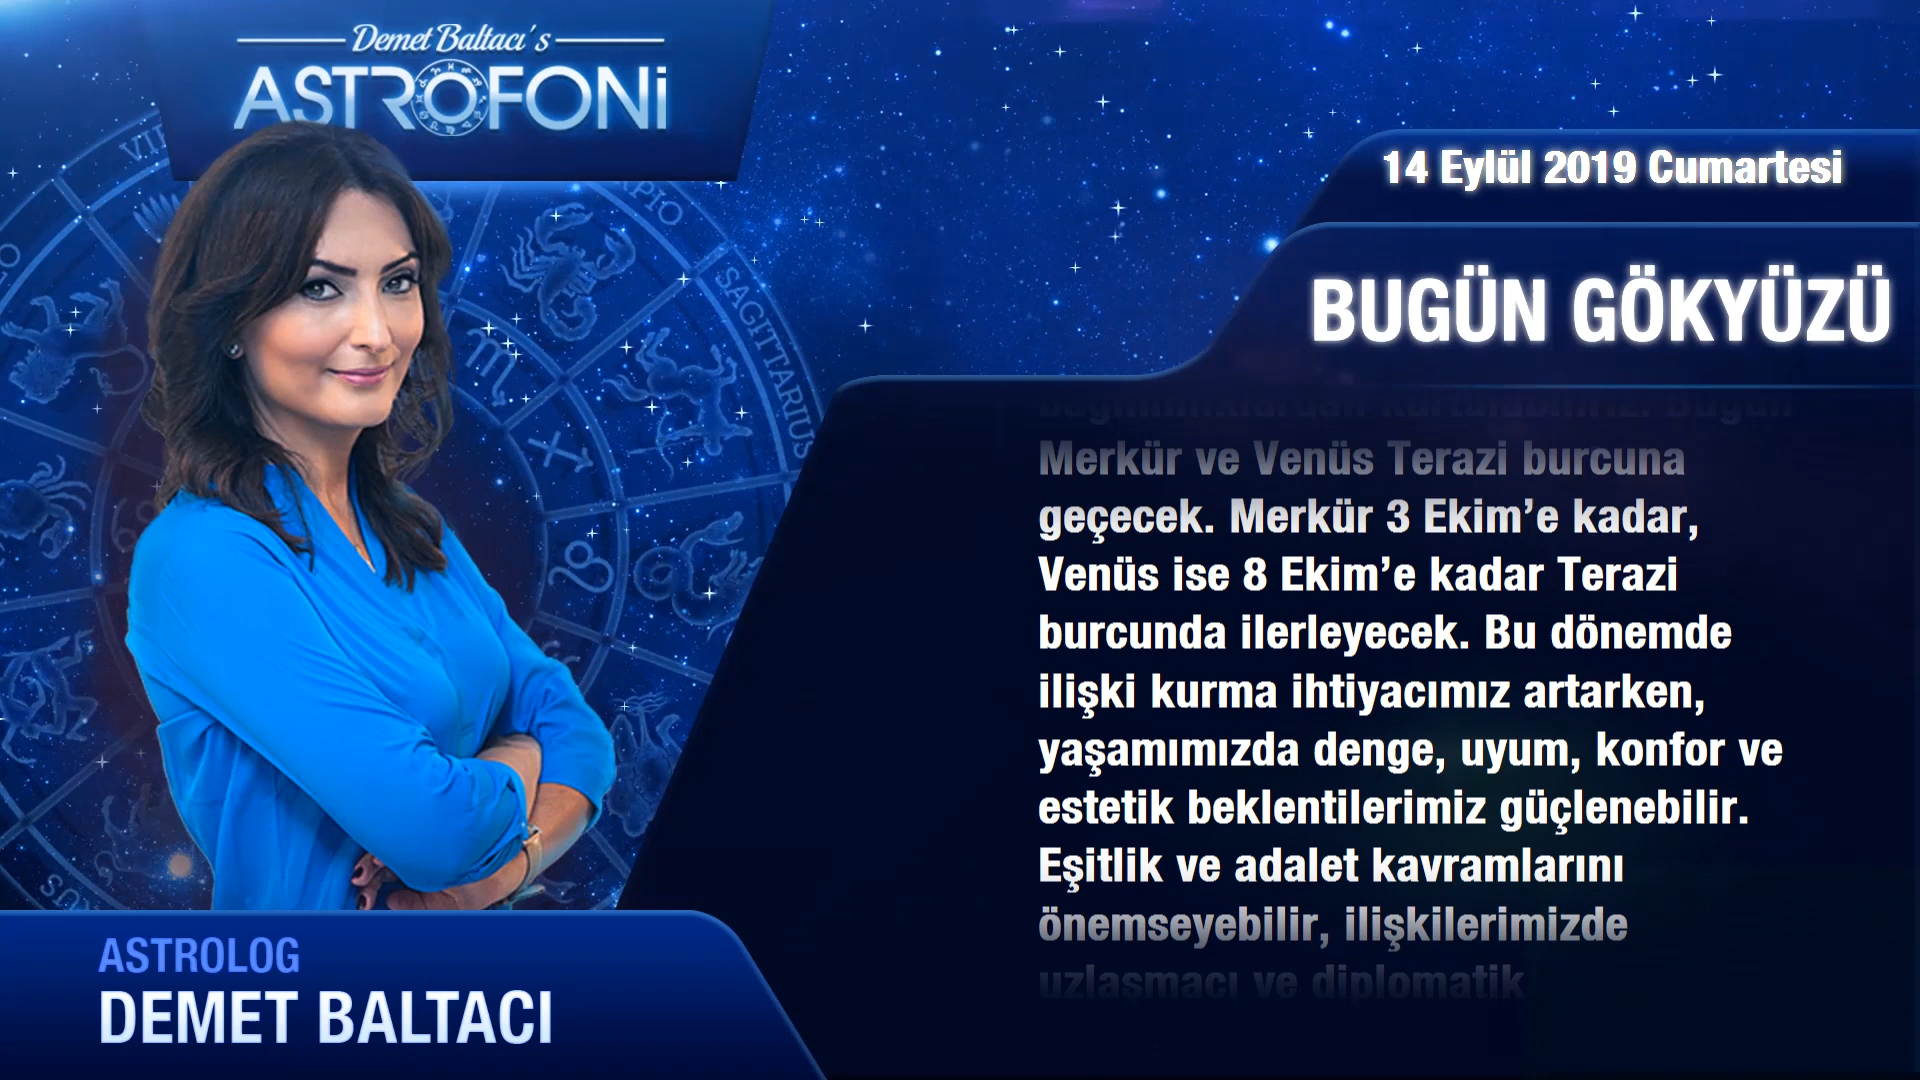 Demet Baltacı's
ASTROFONİ
14 Eylül 2019 Cumartesi
BUGÜN GÖKYÜZÜ
Bugün
Merkür ve Venüs Terazi burcuna
geçecek. Merkür 3 Ekim’e kadar,
Venüs ise 8 Ekim’e kadar Terazi
burcunda ilerleyecek. Bu dönemde
ilişki kurma ihtiyacımız artarken,
yaşamımızda denge, uyum, konfor ve
estetik beklentilerimiz güçlenebilir.
Eşitlik ve adalet kavramlarını
önemseyebilir, ilişkilerimizde
uzlaşmacı ve diplomatik
SAGITTARIUS
ASTROLOG
DEMET BALTACI